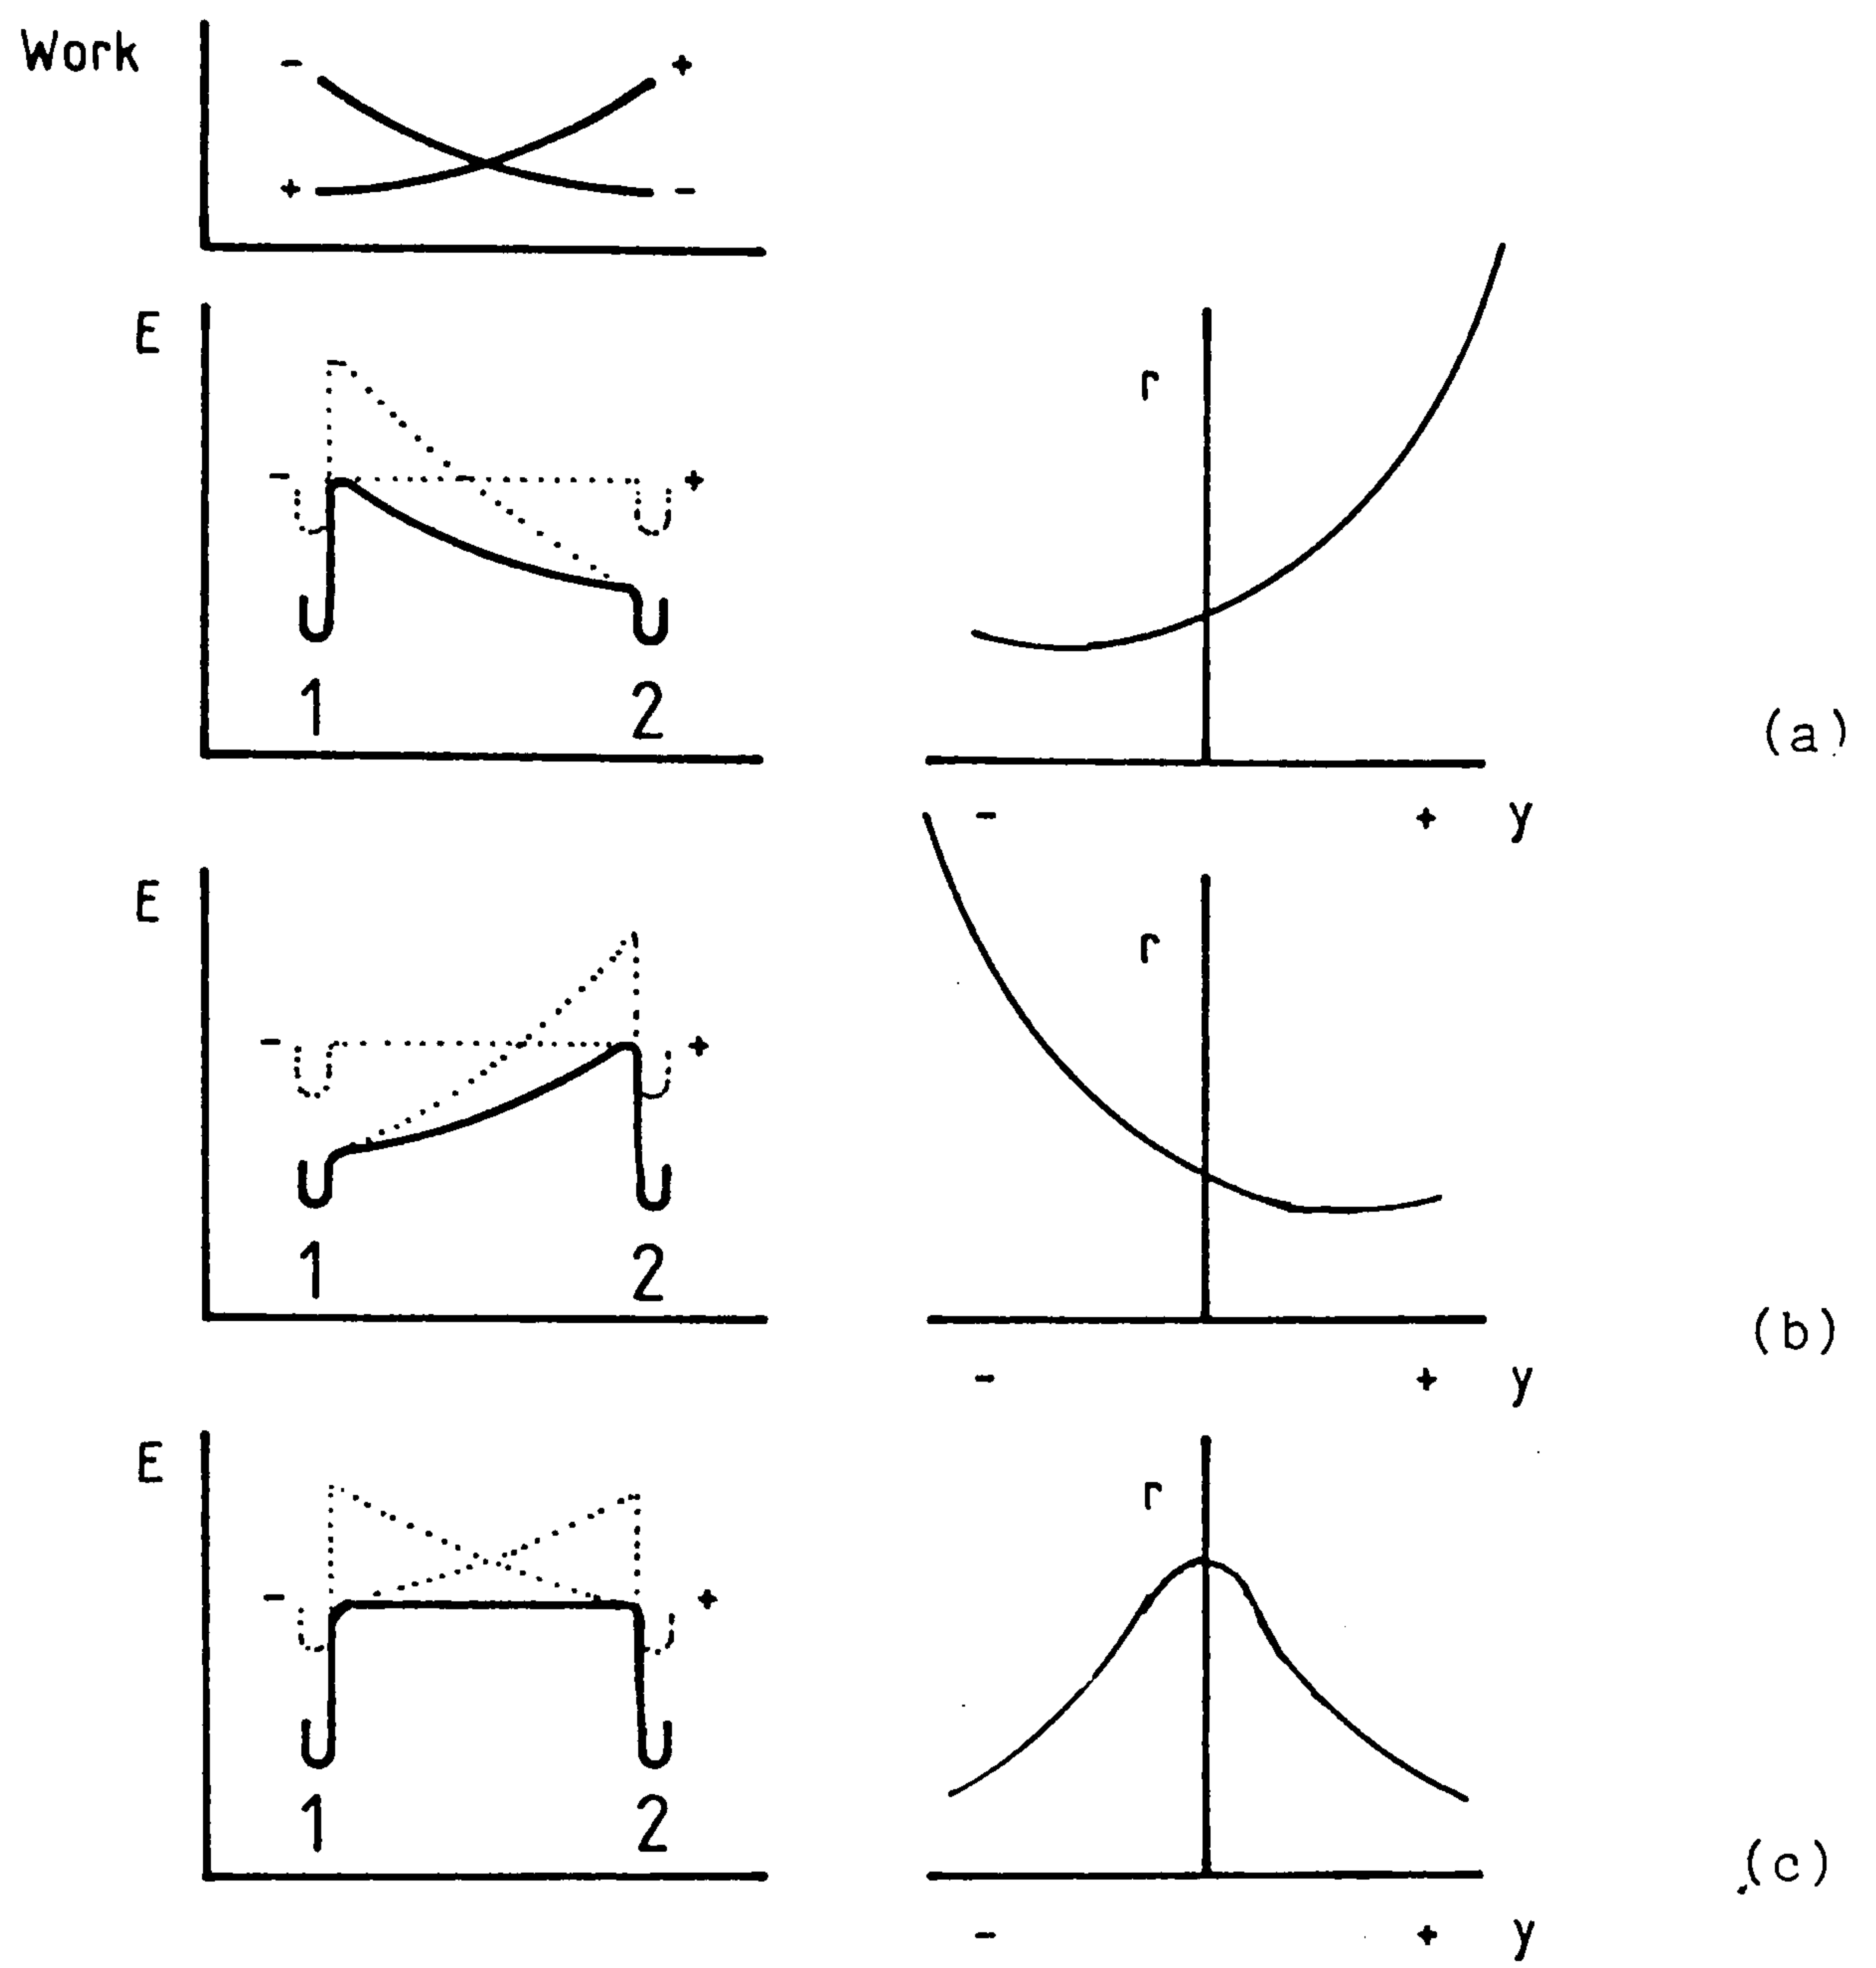 Work
- +
+ -
E
r
- +
1 2
(a)
- + y
E
r
- +
1 2
(b)
- + y
E
r
- +
1 2
(c)
- + y